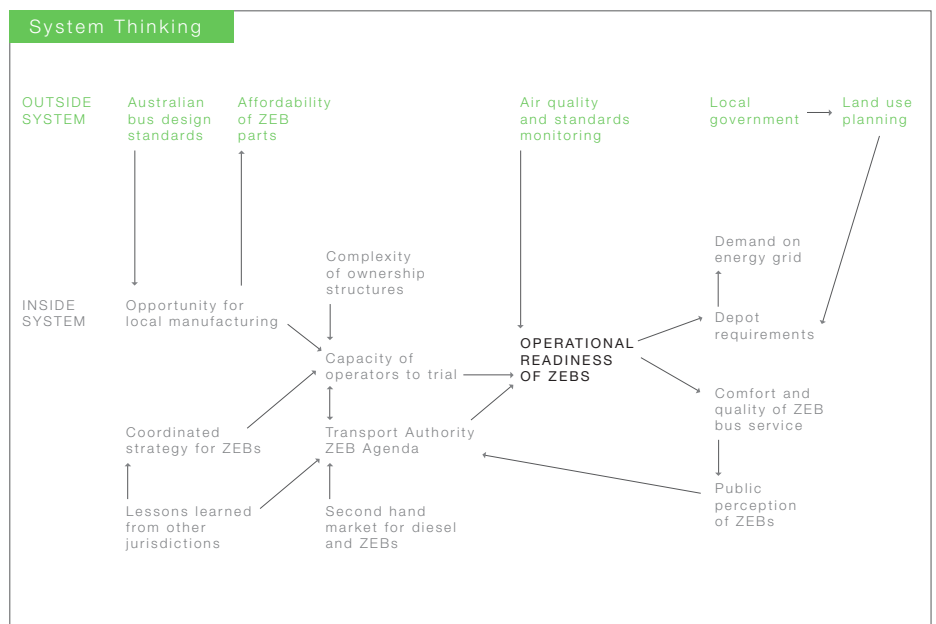 System Thinking
OUTSIDE
SYSTEM
Australian
bus design
standards
Affordability
of ZEB
parts
Air quality
and standards
monitoring
Local
government
Land use
planning
Demand on
energy grid
Complexity
of ownership
structures
INSIDE
SYSTEM
Opportunity for
local manufacturing
Depot
requirements
OPERATIONAL
READINESS
OF ZEBS
Capacity of
operators to trial
Comfort and
quality of ZEB
bus service
Coordinated
strategy for ZEBs
Transport Authority
ZEB Agenda
Public
perception
of ZEBs
Lessons learned
from other
jurisdictions
Second hand
market for diesel
and ZEBs